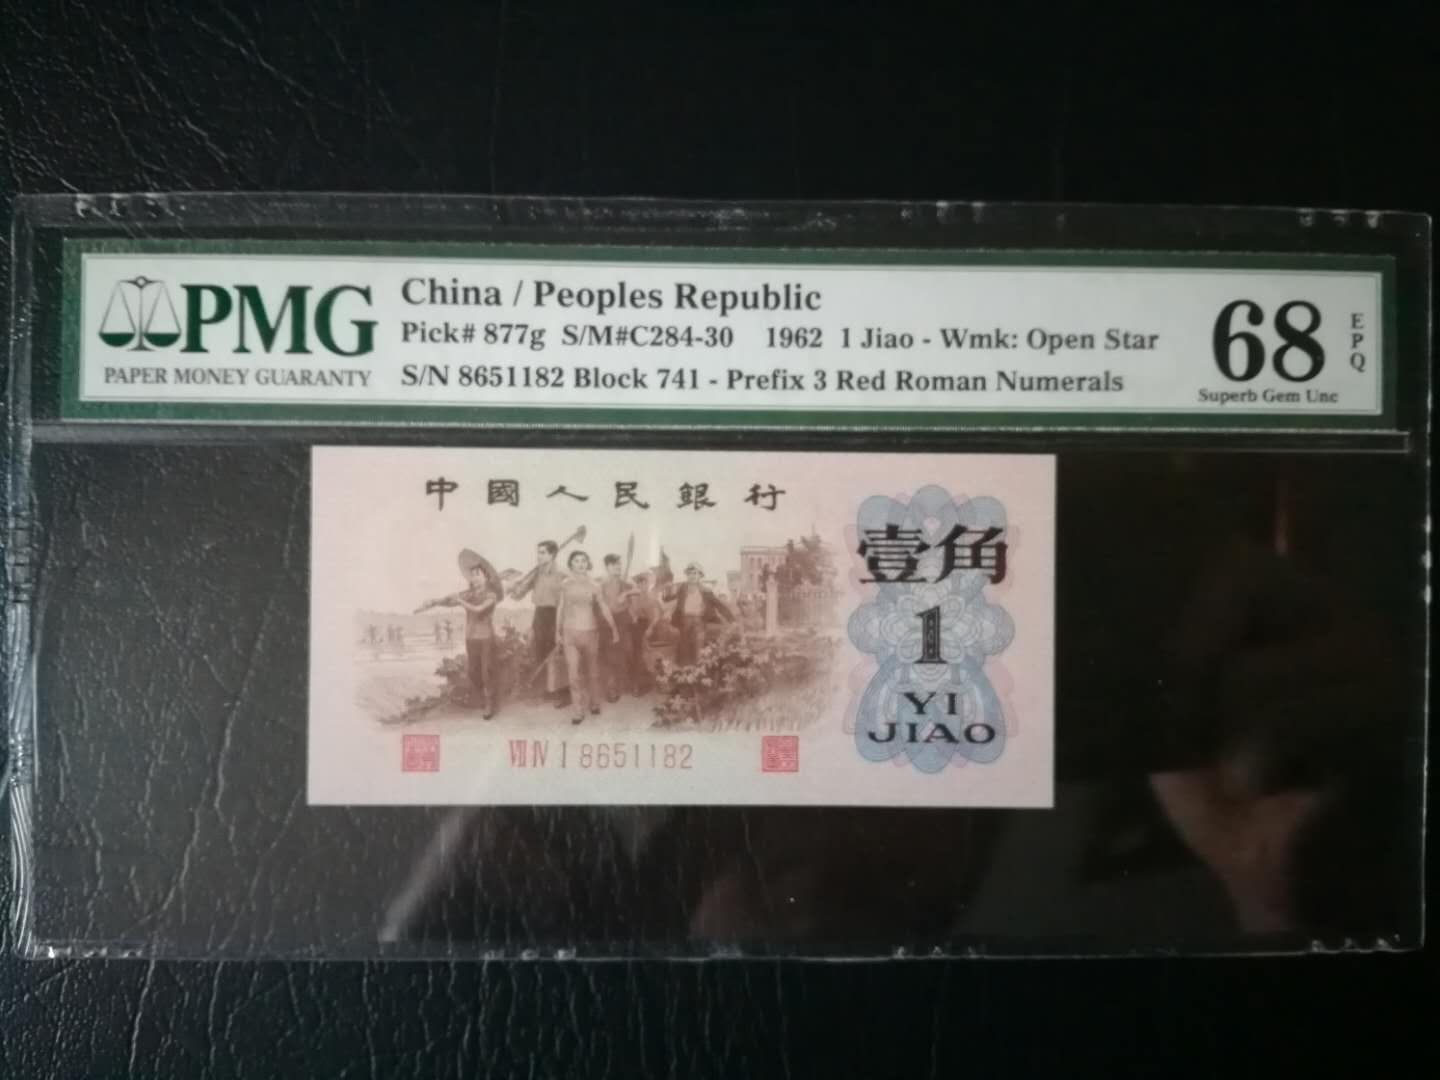 PMG
PAPER MONEY GUARANTY
China / Peoples Republic
Pick# 877g S/M#C284-30 1962 1 Jiao - Wmk: Open Star
S/N 8651182 Block 741 - Prefix 3 Red Roman Numerals
68
EPQ
Superb Gem Unc
中國人民銀行
壹角
1
YI
JIAO
VII IV I 8651182